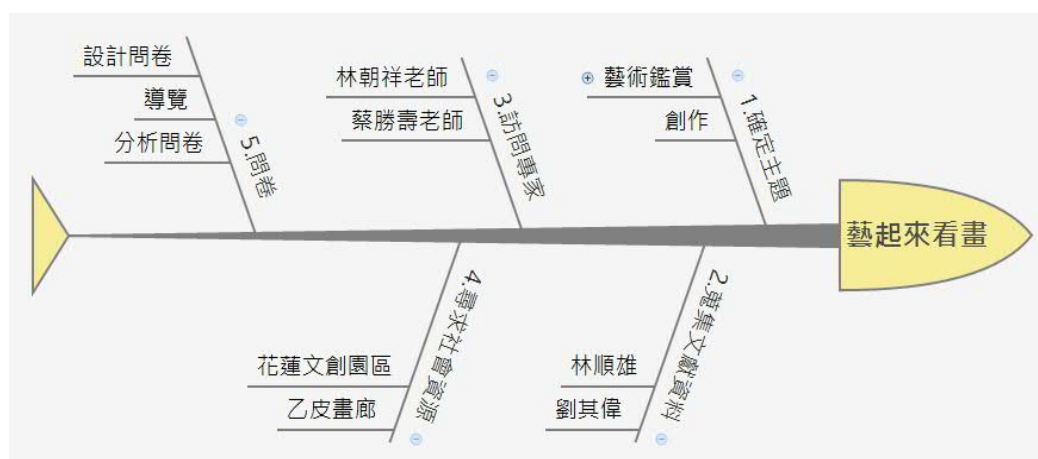 藝起來看畫
1.確定主題
藝術鑑賞
創作
2.蒐集文獻資料
林順雄
劉其偉
3.訪問專家
林朝祥老師
蔡勝壽老師
4.尋求社會資源
花蓮文創園區
乙皮畫廊
5.問卷
設計問卷
導覽
分析問卷